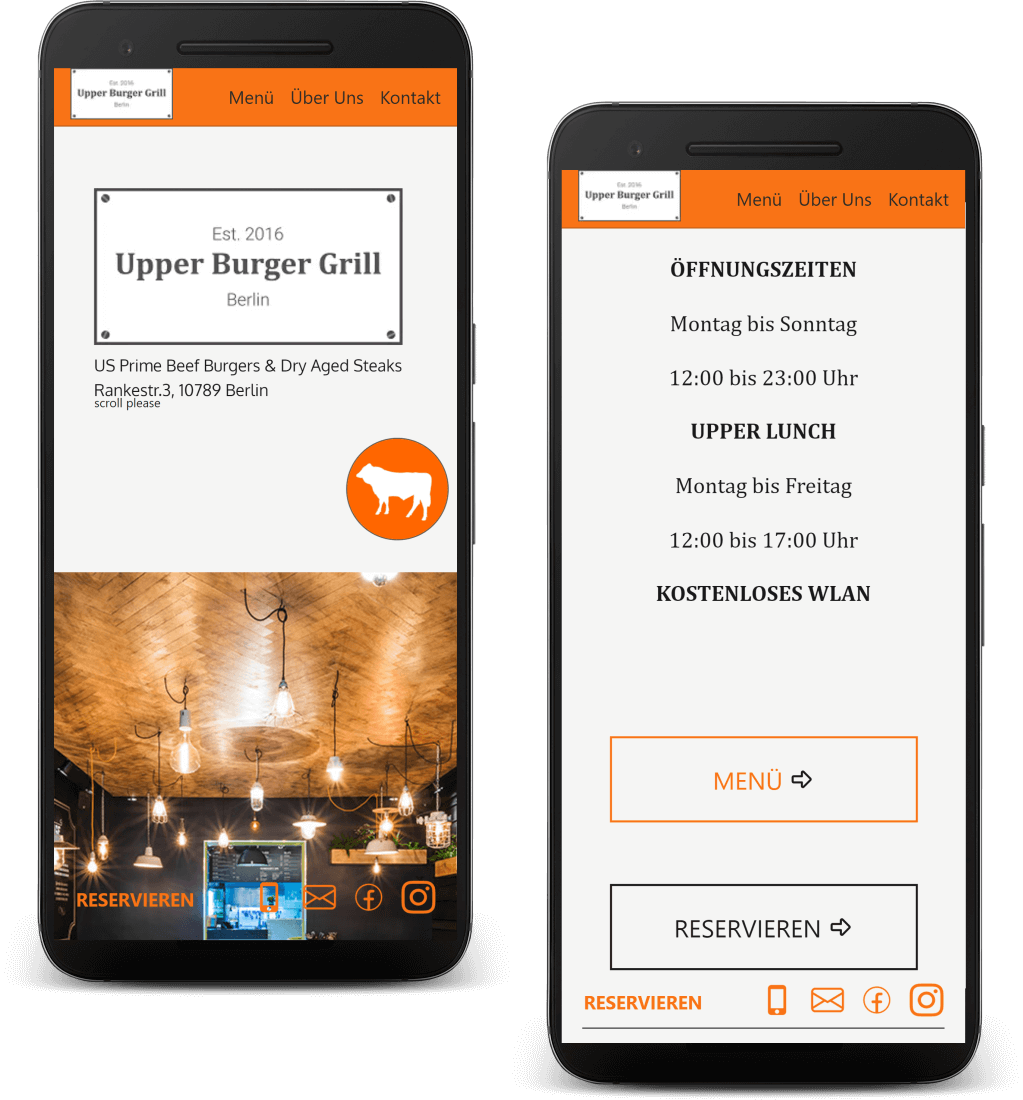 Est. 2016
Upper Burger Grill
Berlin
Menü Über Uns Kontakt
Est. 2016
Upper Burger Grill
Berlin
US Prime Beef Burgers & Dry Aged Steaks
Rankestr.3, 10789 Berlin
scroll please
RESERVIEREN
Est. 2016
Upper Burger Grill
Berlin
Menü Über Uns Kontakt
ÖFFNUNGSZEITEN
Montag bis Sonntag
12:00 bis 23:00 Uhr
UPPER LUNCH
Montag bis Freitag
12:00 bis 17:00 Uhr
KOSTENLOSES WLAN
MENÜ
RESERVIEREN
RESERVIEREN